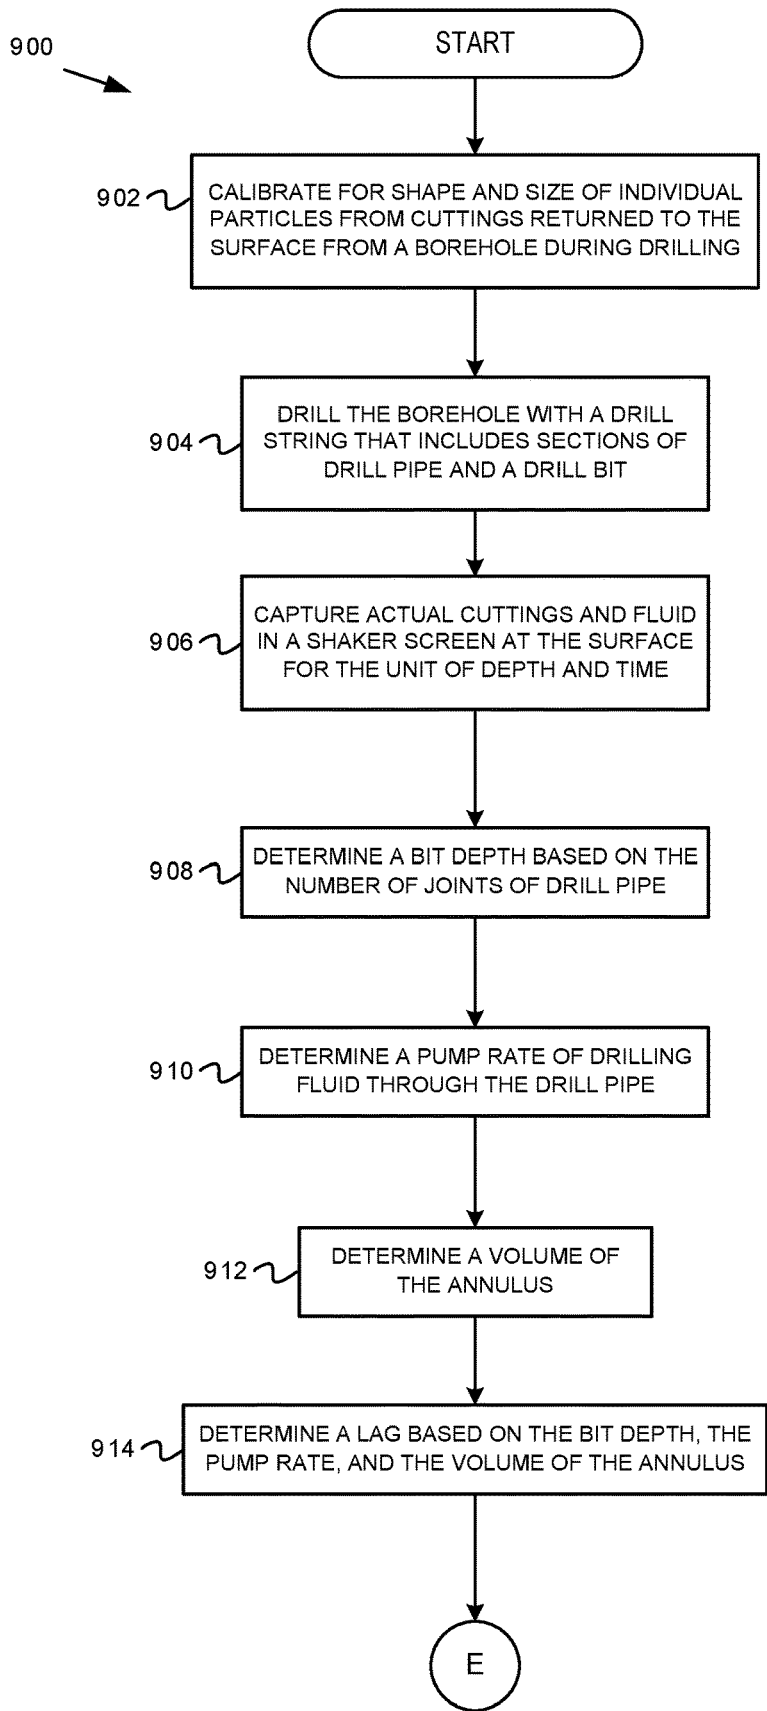 900
START
902
CALIBRATE FOR SHAPE AND SIZE OF INDIVIDUAL
PARTICLES FROM CUTTINGS RETURNED TO THE
SURFACE FROM A BOREHOLE DURING DRILLING
904
DRILL THE BOREHOLE WITH A DRILL
STRING THAT INCLUDES SECTIONS OF
DRILL PIPE AND A DRILL BIT
906
CAPTURE ACTUAL CUTTINGS AND FLUID
IN A SHAKER SCREEN AT THE SURFACE
FOR THE UNIT OF DEPTH AND TIME
908
DETERMINE A BIT DEPTH BASED ON THE
NUMBER OF JOINTS OF DRILL PIPE
910
DETERMINE A PUMP RATE OF DRILLING
FLUID THROUGH THE DRILL PIPE
912
DETERMINE A VOLUME OF
THE ANNULUS
914
DETERMINE A LAG BASED ON THE BIT DEPTH, THE
PUMP RATE, AND THE VOLUME OF THE ANNULUS
E